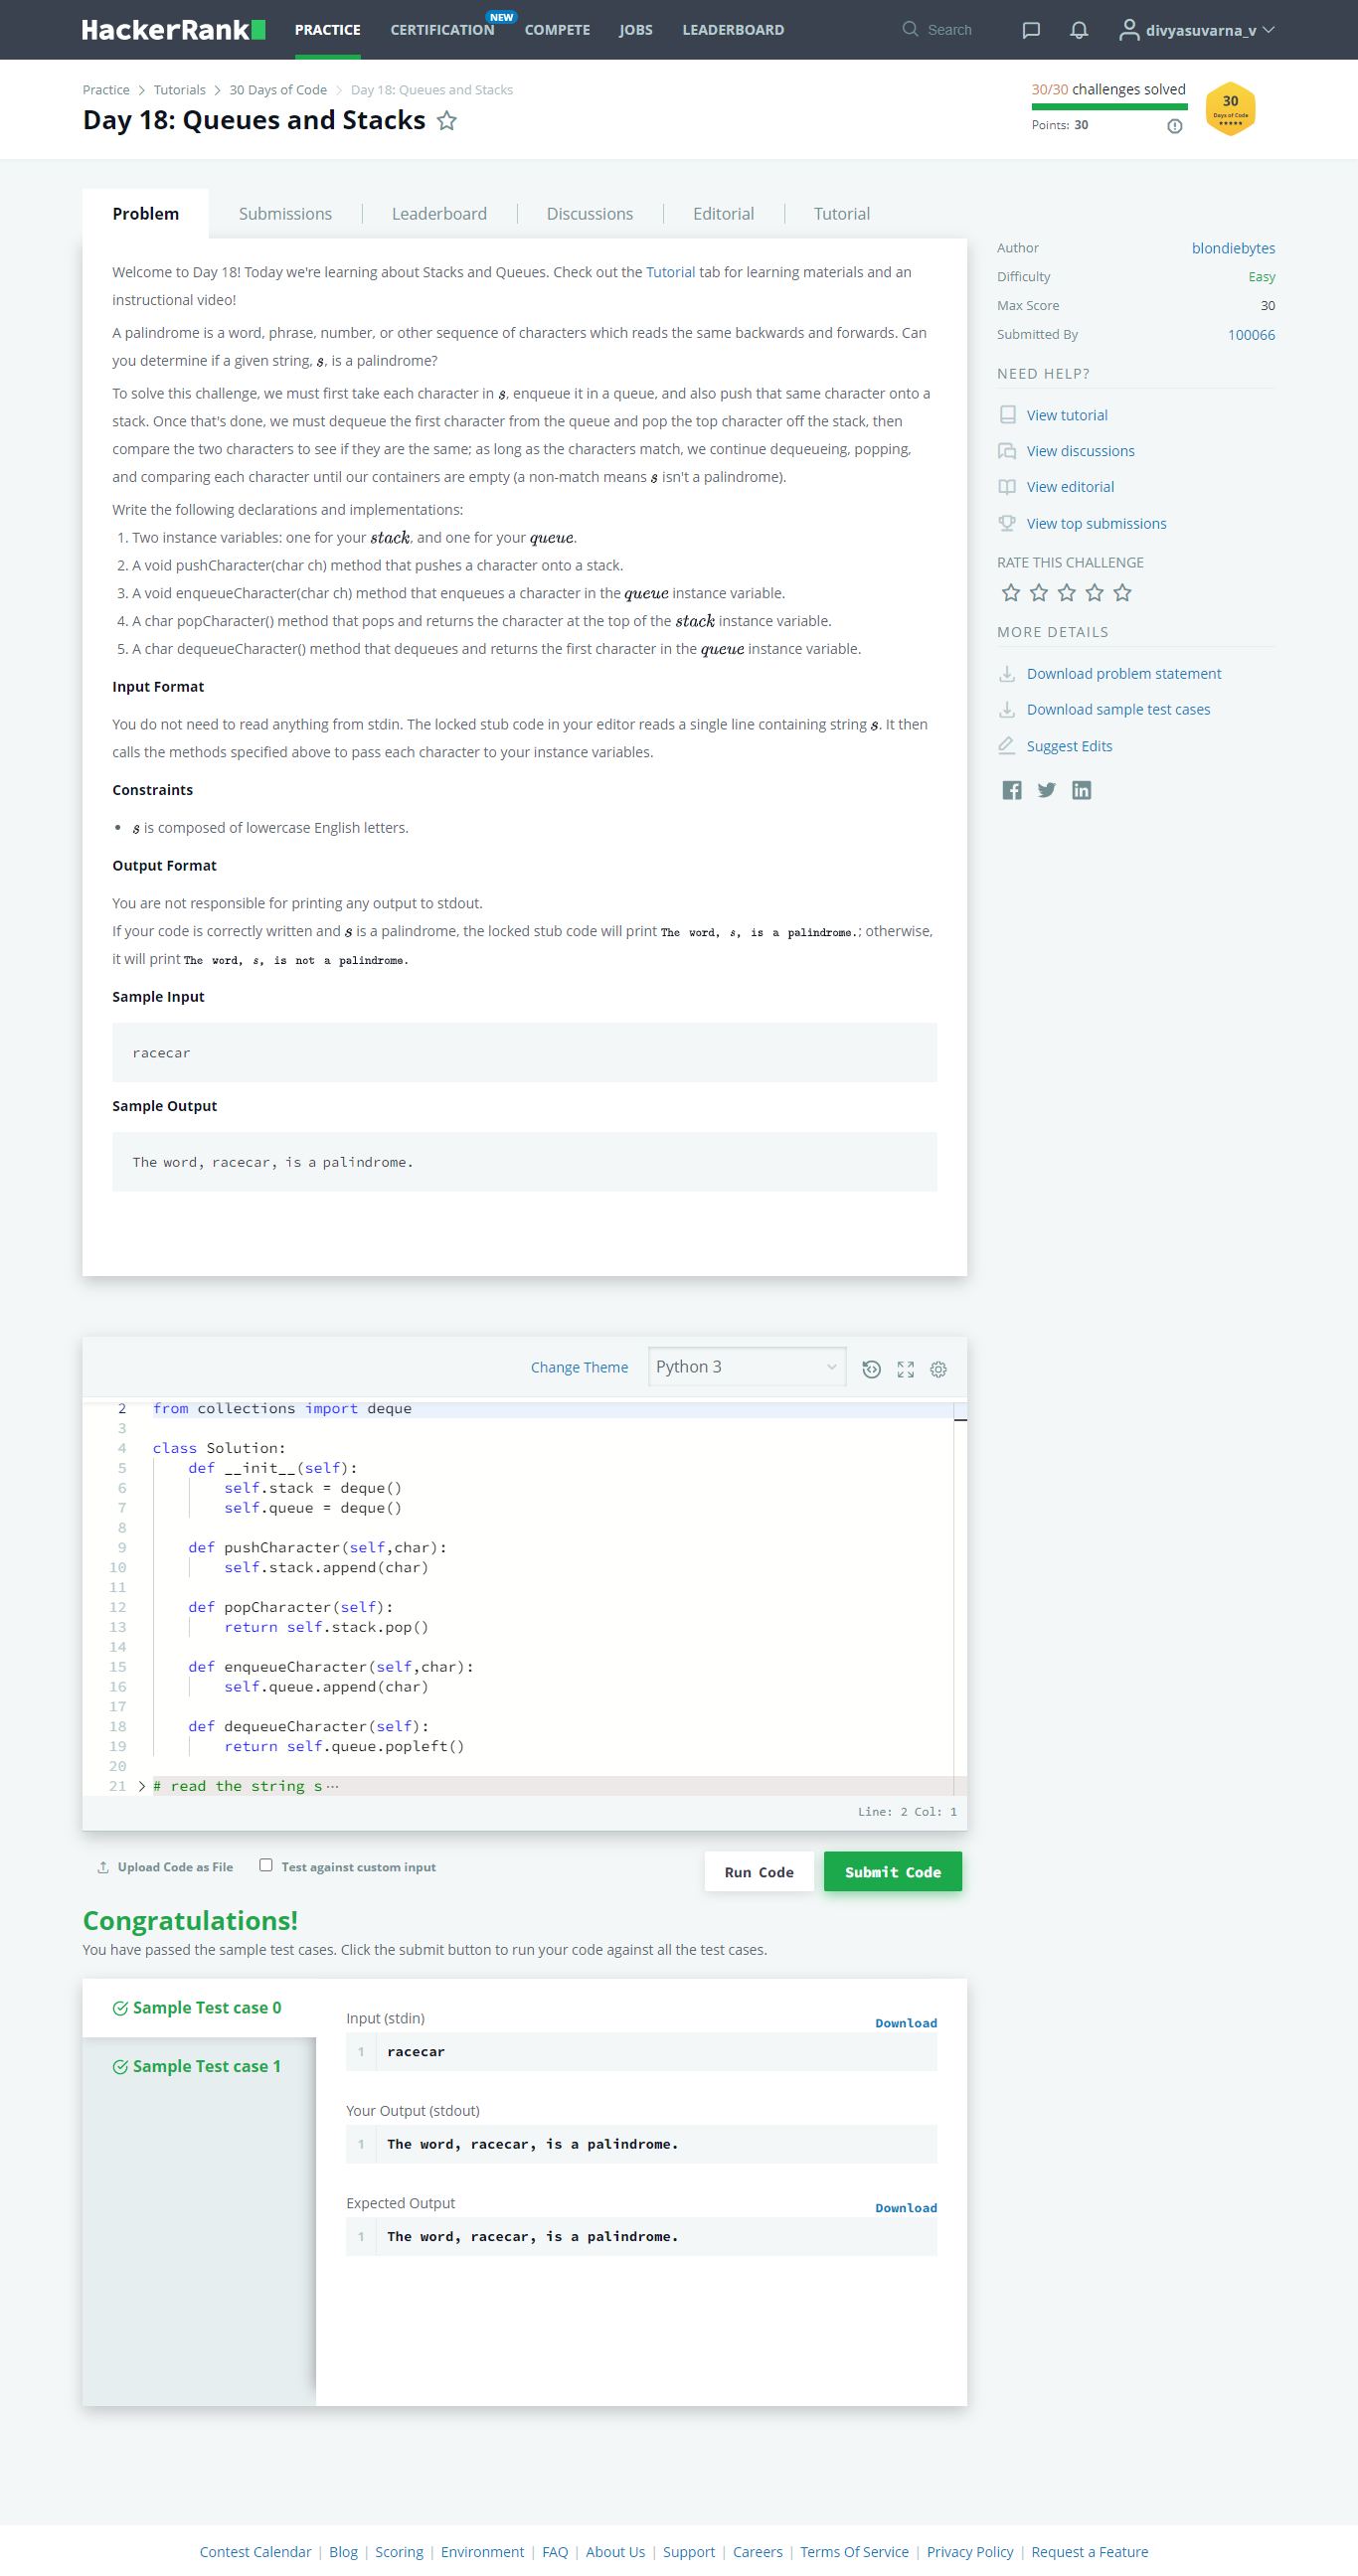 HackerRank PRACTICE CERTIFICATION NEW COMPETE JOBS LEADERBOARD Search divyasuvarna_v
Practice > Tutorials > 30 Days of Code > Day 18: Queues and Stacks
Day 18: Queues and Stacks
30/30 challenges solved
Points: 30
30
Days of Code
Problem Submissions Leaderboard Discussions Editorial Tutorial
Welcome to Day 18! Today we're learning about Stacks and Queues. Check out the Tutorial tab for learning materials and an
instructional video!
A palindrome is a word, phrase, number, or other sequence of characters which reads the same backwards and forwards. Can
you determine if a given string, s, is a palindrome?
To solve this challenge, we must first take each character in s, enqueue it in a queue, and also push that same character onto a
stack. Once that's done, we must dequeue the first character from the queue and pop the top character off the stack, then
compare the two characters to see if they are the same; as long as the characters match, we continue dequeueing, popping,
and comparing each character until our containers are empty (a non-match means s isn't a palindrome).
Write the following declarations and implementations:
1. Two instance variables: one for your stack, and one for your queue.
2. A void pushCharacter(char ch) method that pushes a character onto a stack.
3. A void enqueueCharacter(char ch) method that enqueues a character in the queue instance variable.
4. A char popCharacter() method that pops and returns the character at the top of the stack instance variable.
5. A char dequeueCharacter() method that dequeues and returns the first character in the queue instance variable.
Input Format
You do not need to read anything from stdin. The locked stub code in your editor reads a single line containing string s. It then
calls the methods specified above to pass each character to your instance variables.
Constraints
• s is composed of lowercase English letters.
Output Format
You are not responsible for printing any output to stdout.
If your code is correctly written and s is a palindrome, the locked stub code will print The word, s, is a palindrome.; otherwise,
it will print The word, s, is not a palindrome.
Sample Input
racecar
Sample Output
The word, racecar, is a palindrome.
Author blondiebytes
Difficulty Easy
Max Score 30
Submitted By 100066
NEED HELP?
View tutorial
View discussions
View editorial
View top submissions
RATE THIS CHALLENGE
MORE DETAILS
Download problem statement
Download sample test cases
Suggest Edits
Change Theme Python 3
2 from collections import deque
3
4 class Solution:
5 def __init__(self):
6 self.stack = deque()
7 self.queue = deque()
8
9 def pushCharacter(self,char):
10 self.stack.append(char)
11
12 def popCharacter(self):
13 return self.stack.pop()
14
15 def enqueueCharacter(self,char):
16 self.queue.append(char)
17
18 def dequeueCharacter(self):
19 return self.queue.popleft()
20
21 > # read the string s ···
Line: 2 Col: 1
Upload Code as File Test against custom input Run Code Submit Code
Congratulations!
You have passed the sample test cases. Click the submit button to run your code against all the test cases.
Sample Test case 0
Sample Test case 1
Input (stdin) Download
1 racecar
Your Output (stdout)
1 The word, racecar, is a palindrome.
Expected Output Download
1 The word, racecar, is a palindrome.
Contest Calendar | Blog | Scoring | Environment | FAQ | About Us | Support | Careers | Terms Of Service | Privacy Policy | Request a Feature